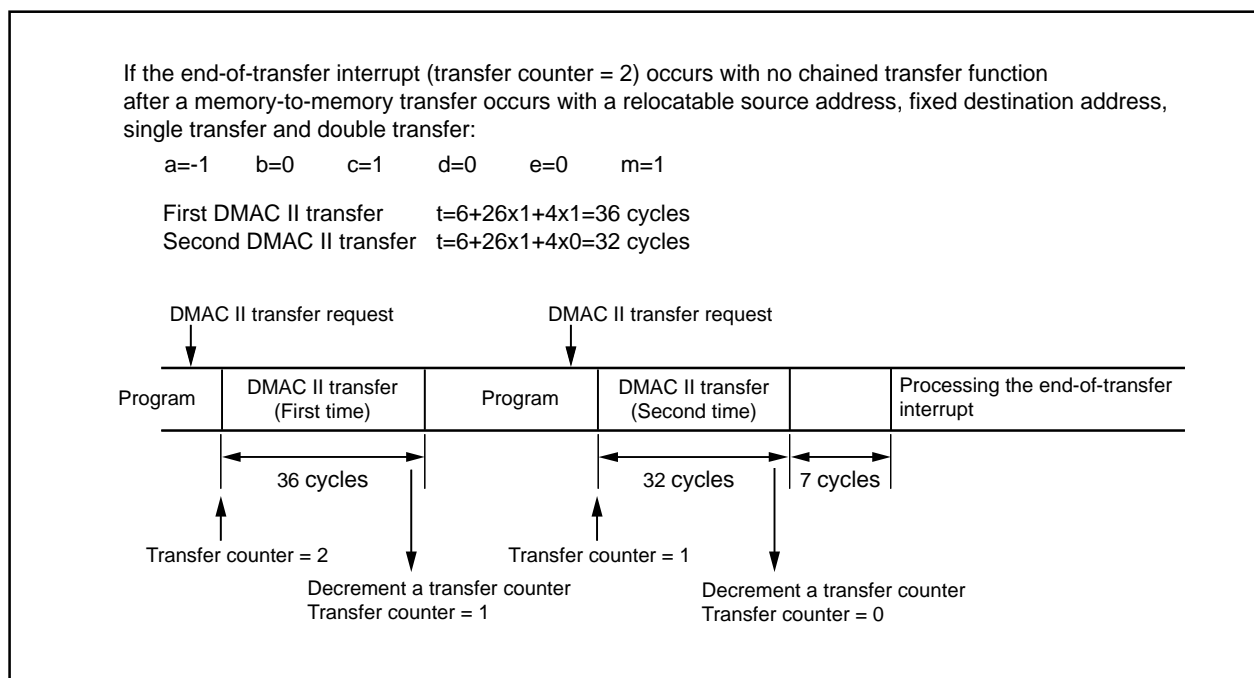 If the end-of-transfer interrupt (transfer counter = 2) occurs with no chained transfer function
after a memory-to-memory transfer occurs with a relocatable source address, fixed destination address,
single transfer and double transfer:
a=-1 b=0 c=1 d=0 e=0 m=1
First DMAC II transfer t=6+26x1+4x1=36 cycles
Second DMAC II transfer t=6+26x1+4x0=32 cycles
DMAC II transfer request DMAC II transfer request
Program
DMAC II transfer
(First time)
Program
DMAC II transfer
(Second time)
Processing the end-of-transfer
interrupt
36 cycles 32 cycles 7 cycles
Transfer counter = 2 Transfer counter = 1
Decrement a transfer counter
Transfer counter = 1
Decrement a transfer counter
Transfer counter = 0